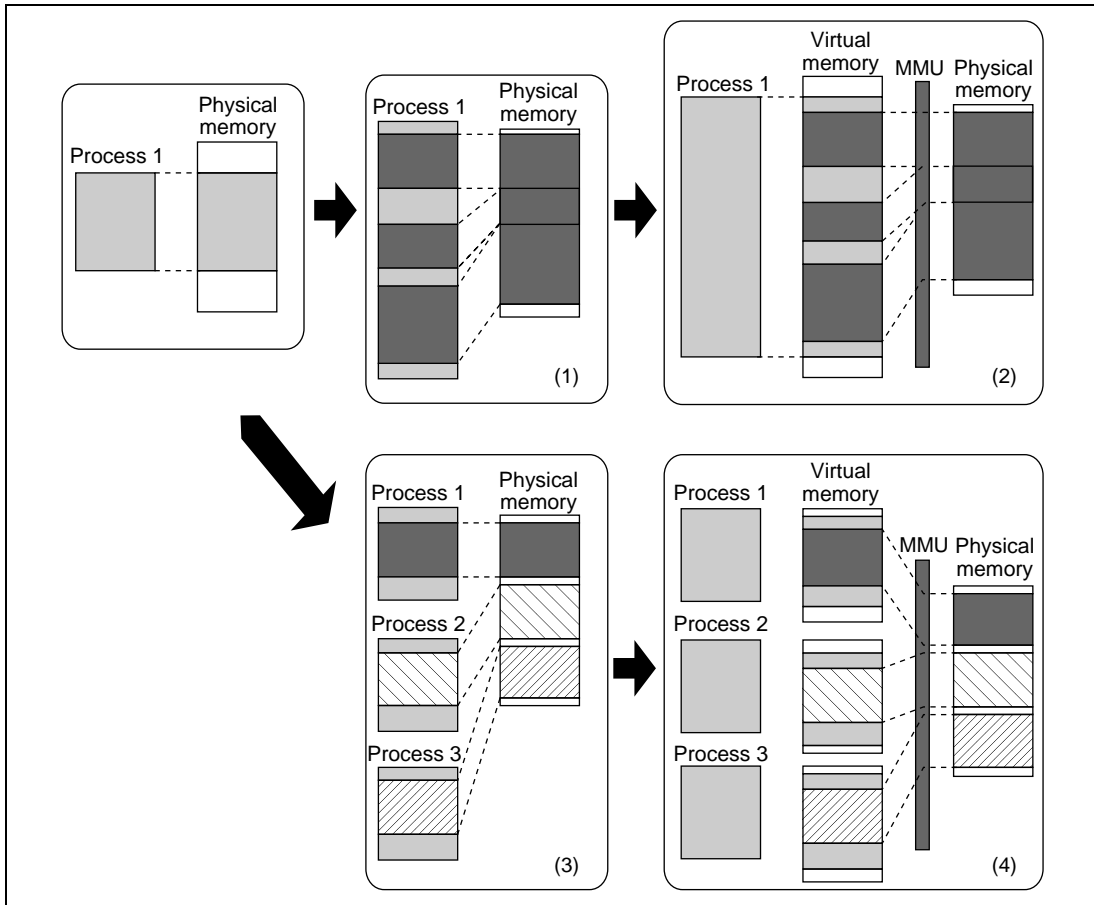 Physical
memory
Process 1
Process 1
Physical
memory
(1)
Process 1
Virtual
memory
MMU
Physical
memory
(2)
Process 1
Physical
memory
Process 2
Process 3
(3)
Process 1
Virtual
memory
MMU
Physical
memory
Process 2
Process 3
(4)